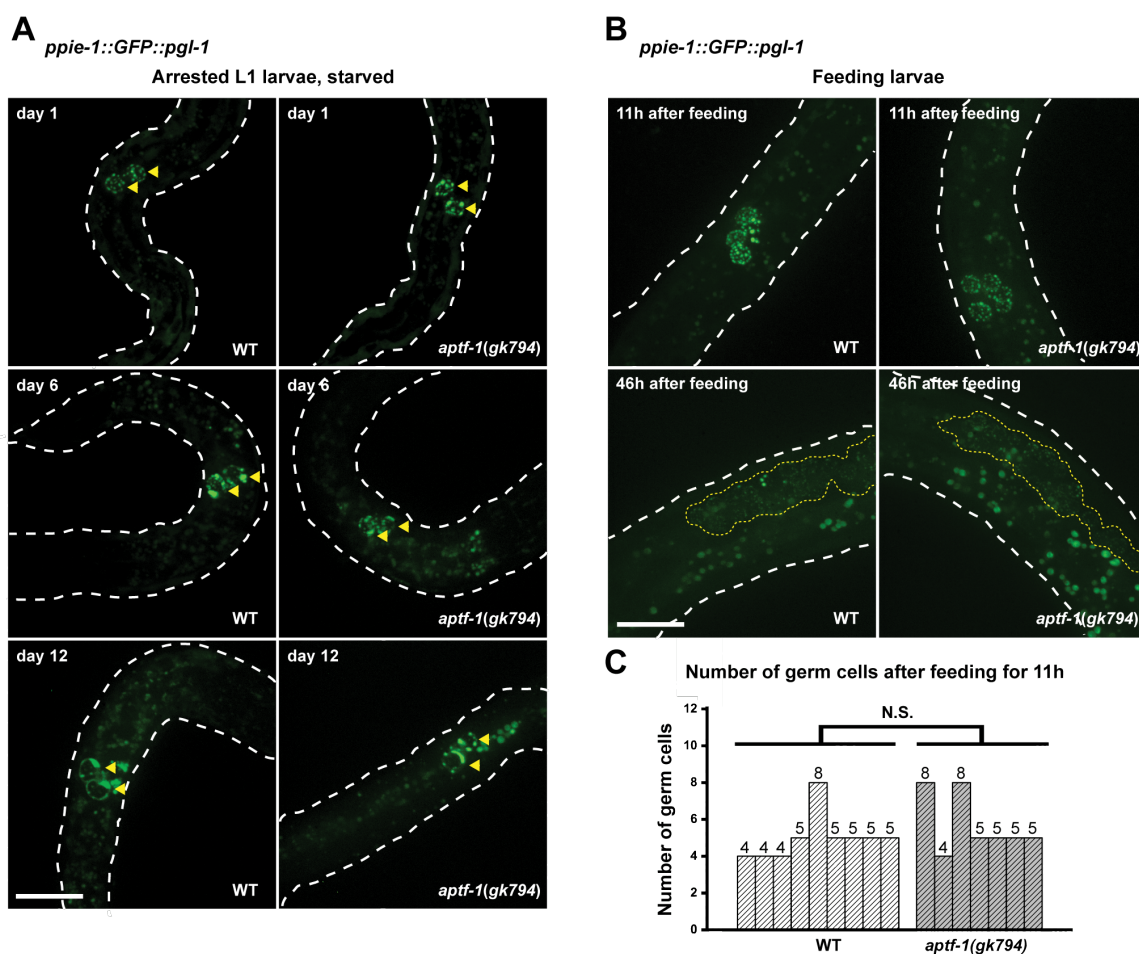 A
ppie-1::GFP::pgl-1
Arrested L1 larvae, starved
day 1
WT
day 1
aptf-1(gk794)
day 6
WT
day 6
aptf-1(gk794)
day 12
WT
day 12
aptf-1(gk794)
B
ppie-1::GFP::pgl-1
Feeding larvae
11h after feeding
WT
11h after feeding
aptf-1(gk794)
46h after feeding
WT
46h after feeding
aptf-1(gk794)
C
Number of germ cells after feeding for 11h
Number of germ cells
12
10
8
6
4
2
0
N.S.
4 4 4 5 8 5 5 5 5
8 4 8 5 5 5 5
WT
aptf-1(gk794)